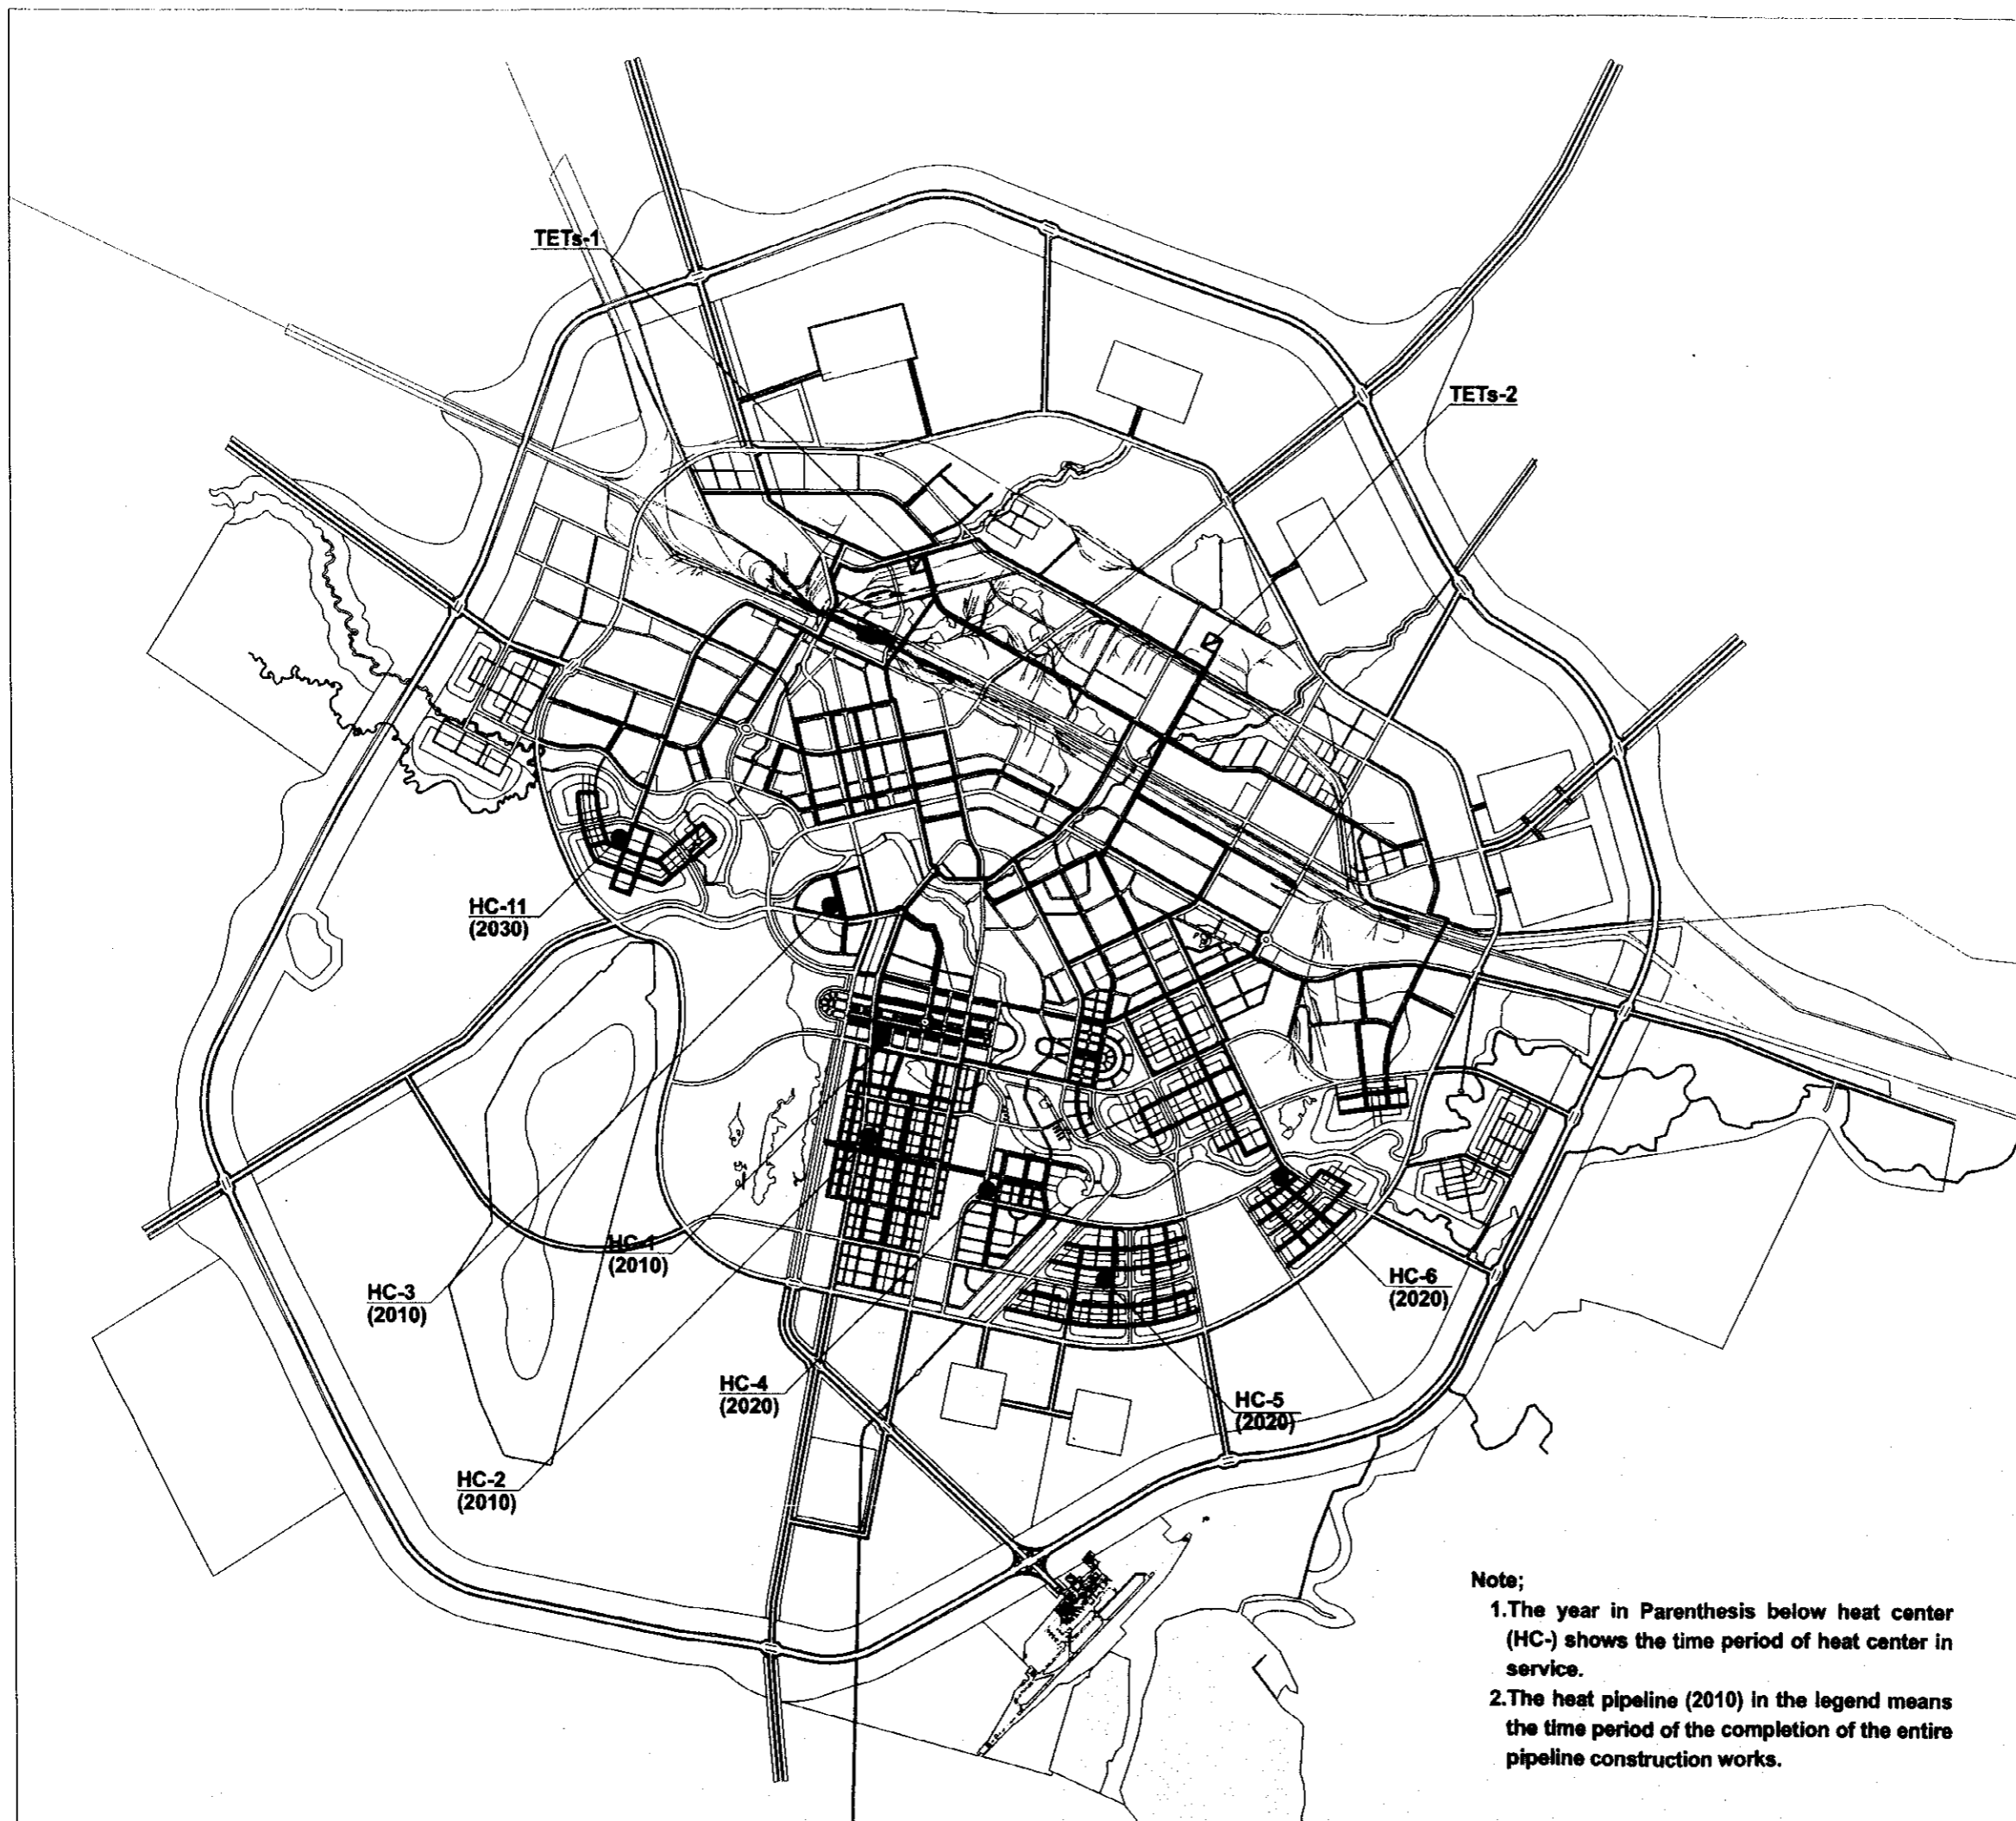 TETs-1
TETs-2
HC-11
(2030)
HC-1
(2010)
HC-3
(2010)
HC-6
(2020)
HC-4
(2020)
HC-5
(2020)
HC-2
(2010)
Note;
1.The year in Parenthesis below heat center
(HC-) shows the time period of heat center in
service.
2.The heat pipeline (2010) in the legend means
the time period of the completion of the entire
pipeline construction works.